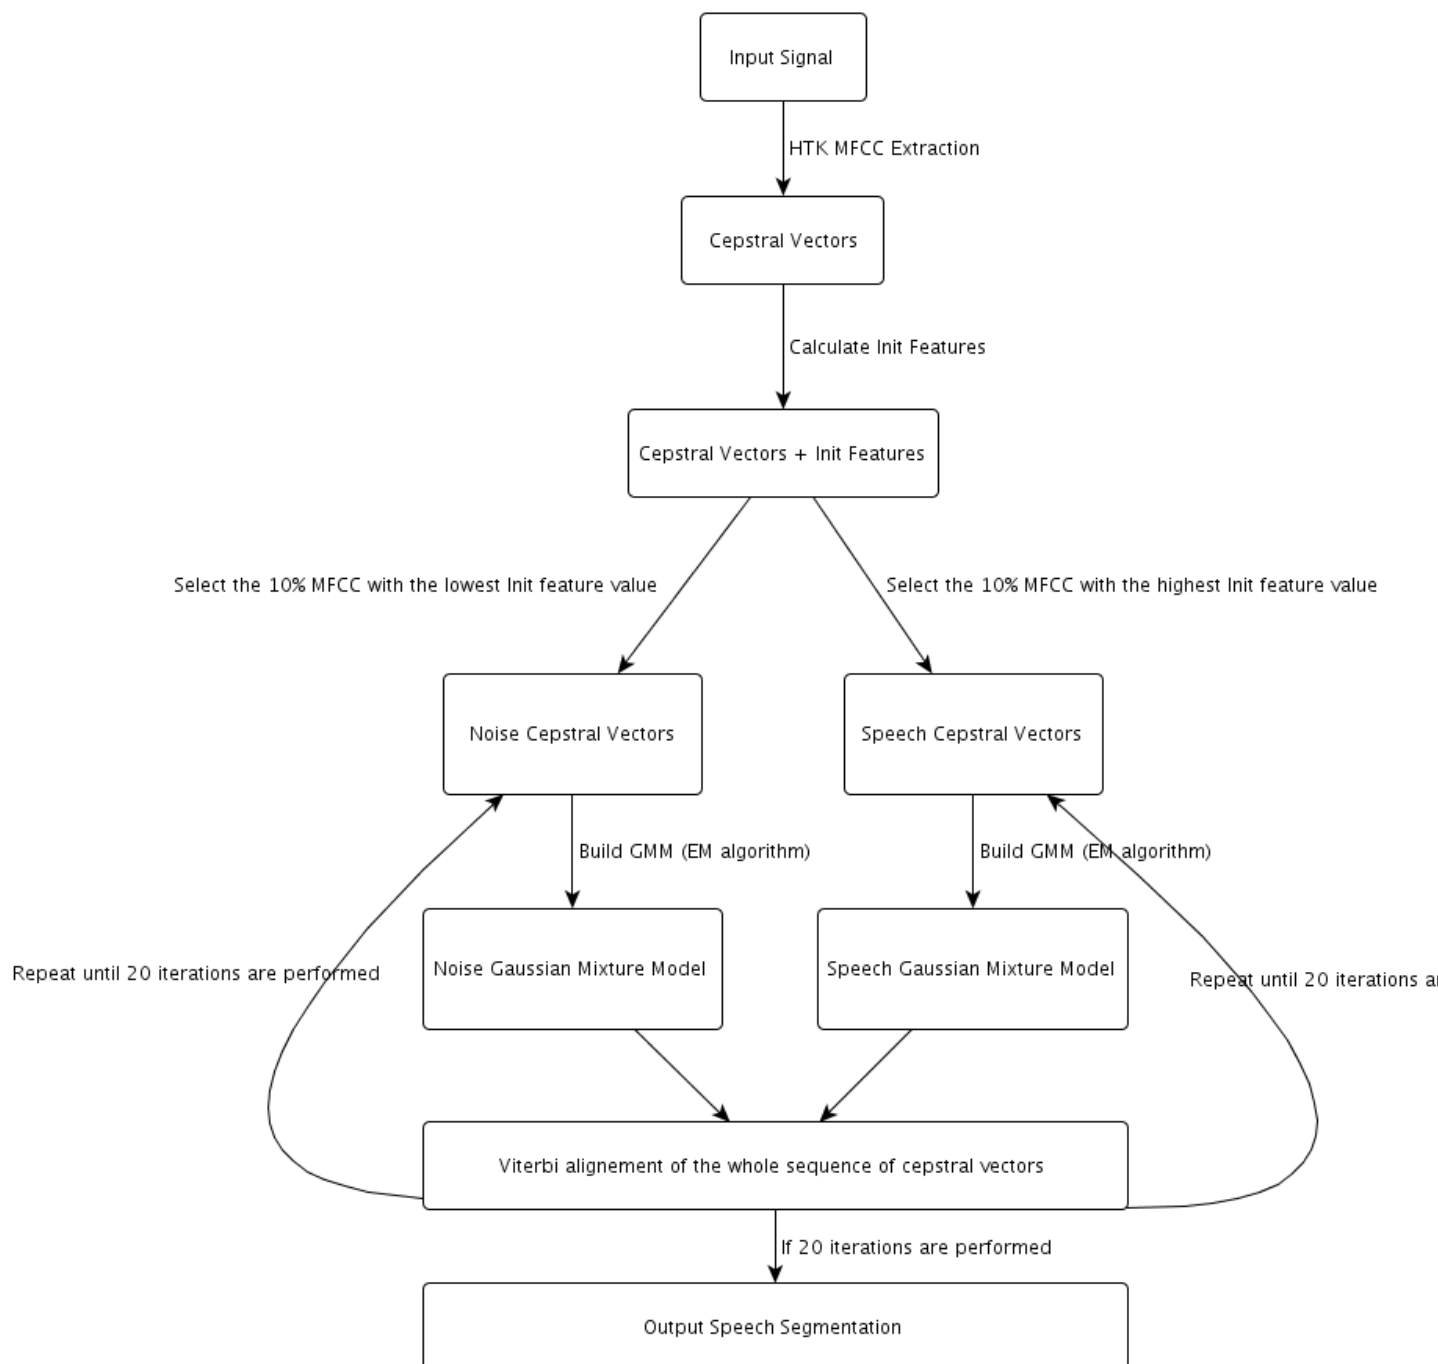 Input Signal
HTK MFCC Extraction
Cepstral Vectors
Calculate Init Features
Cepstral Vectors + Init Features
Select the 10% MFCC with the lowest Init feature value
Select the 10% MFCC with the highest Init feature value
Noise Cepstral Vectors
Speech Cepstral Vectors
Build GMM (EM algorithm)
Build GMM (EM algorithm)
Noise Gaussian Mixture Model
Speech Gaussian Mixture Model
Repeat until 20 iterations are performed
Repeat until 20 iterations
Viterbi alignement of the whole sequence of cepstral vectors
If 20 iterations are performed
Output Speech Segmentation